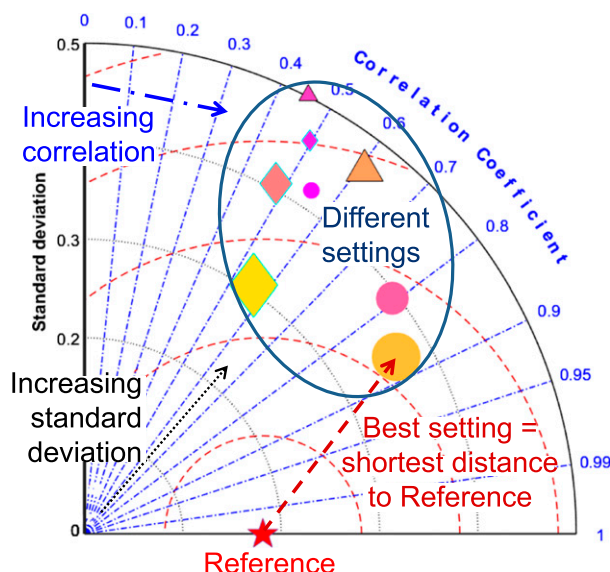 0
0.1
0.2
0.3
0.4
0.5
0.6
0.7
0.8
0.9
0.95
0.99
1
Correlation Coefficient
0.5
0.3
0.2
0
Standard deviation
Increasing
correlation
Different
settings
Increasing
standard
deviation
Best setting =
shortest distance
to Reference
Reference